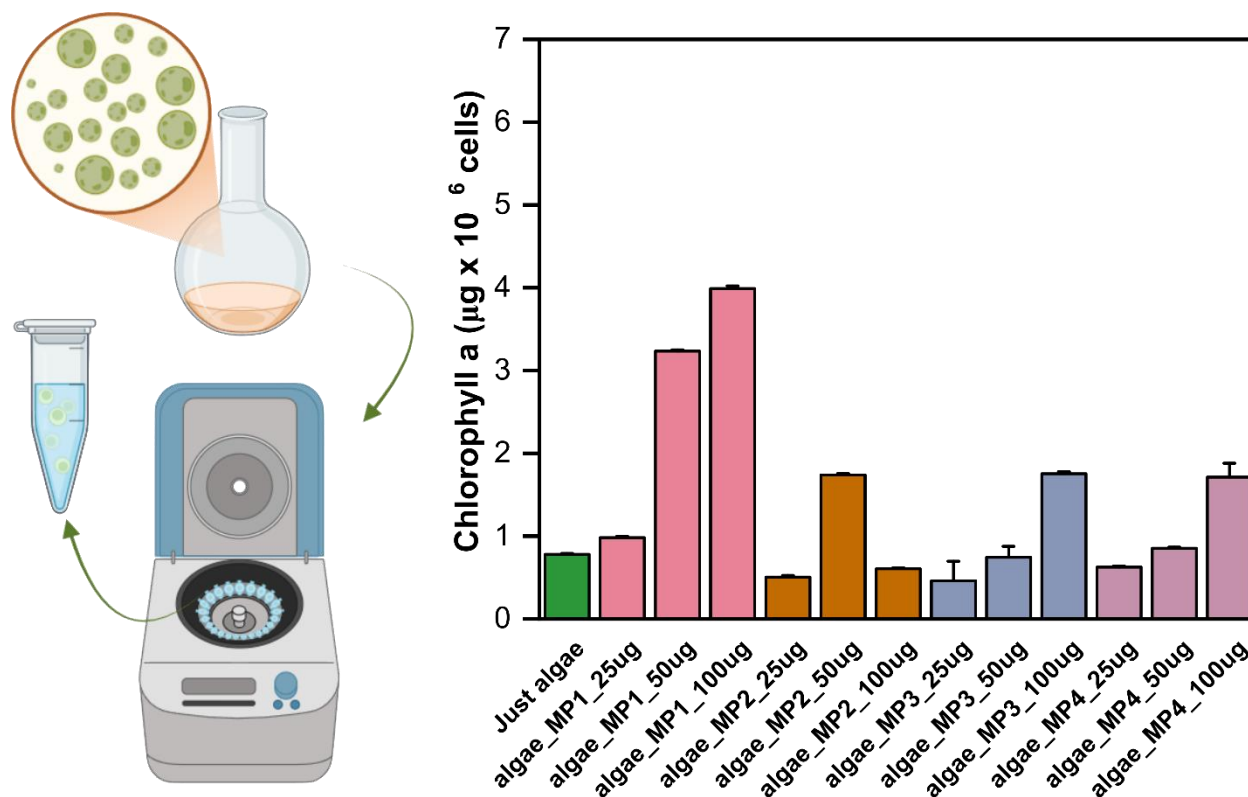 Chlorophyll a (µg x 10 6 cells)
7
6
5
4
3
2
1
0
Just algae
algae_MP1_25ug
algae_MP1_50ug
algae_MP1_100ug
algae_MP2_25ug
algae_MP2_50ug
algae_MP2_100ug
algae_MP3_25ug
algae_MP3_50ug
algae_MP3_100ug
algae_MP4_25ug
algae_MP4_50ug
algae_MP4_100ug